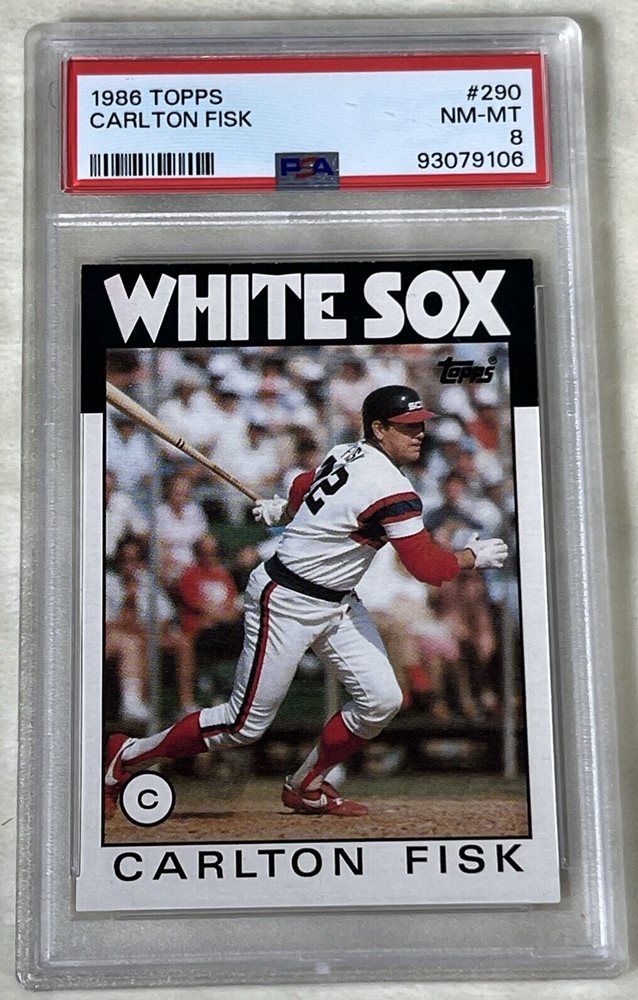 1986 TOPPS
#290
CARLTON FISK
NM-MT
8
PSA
93079106
WHITE SOX
TOPPS®
72
C
CARLTON FISK